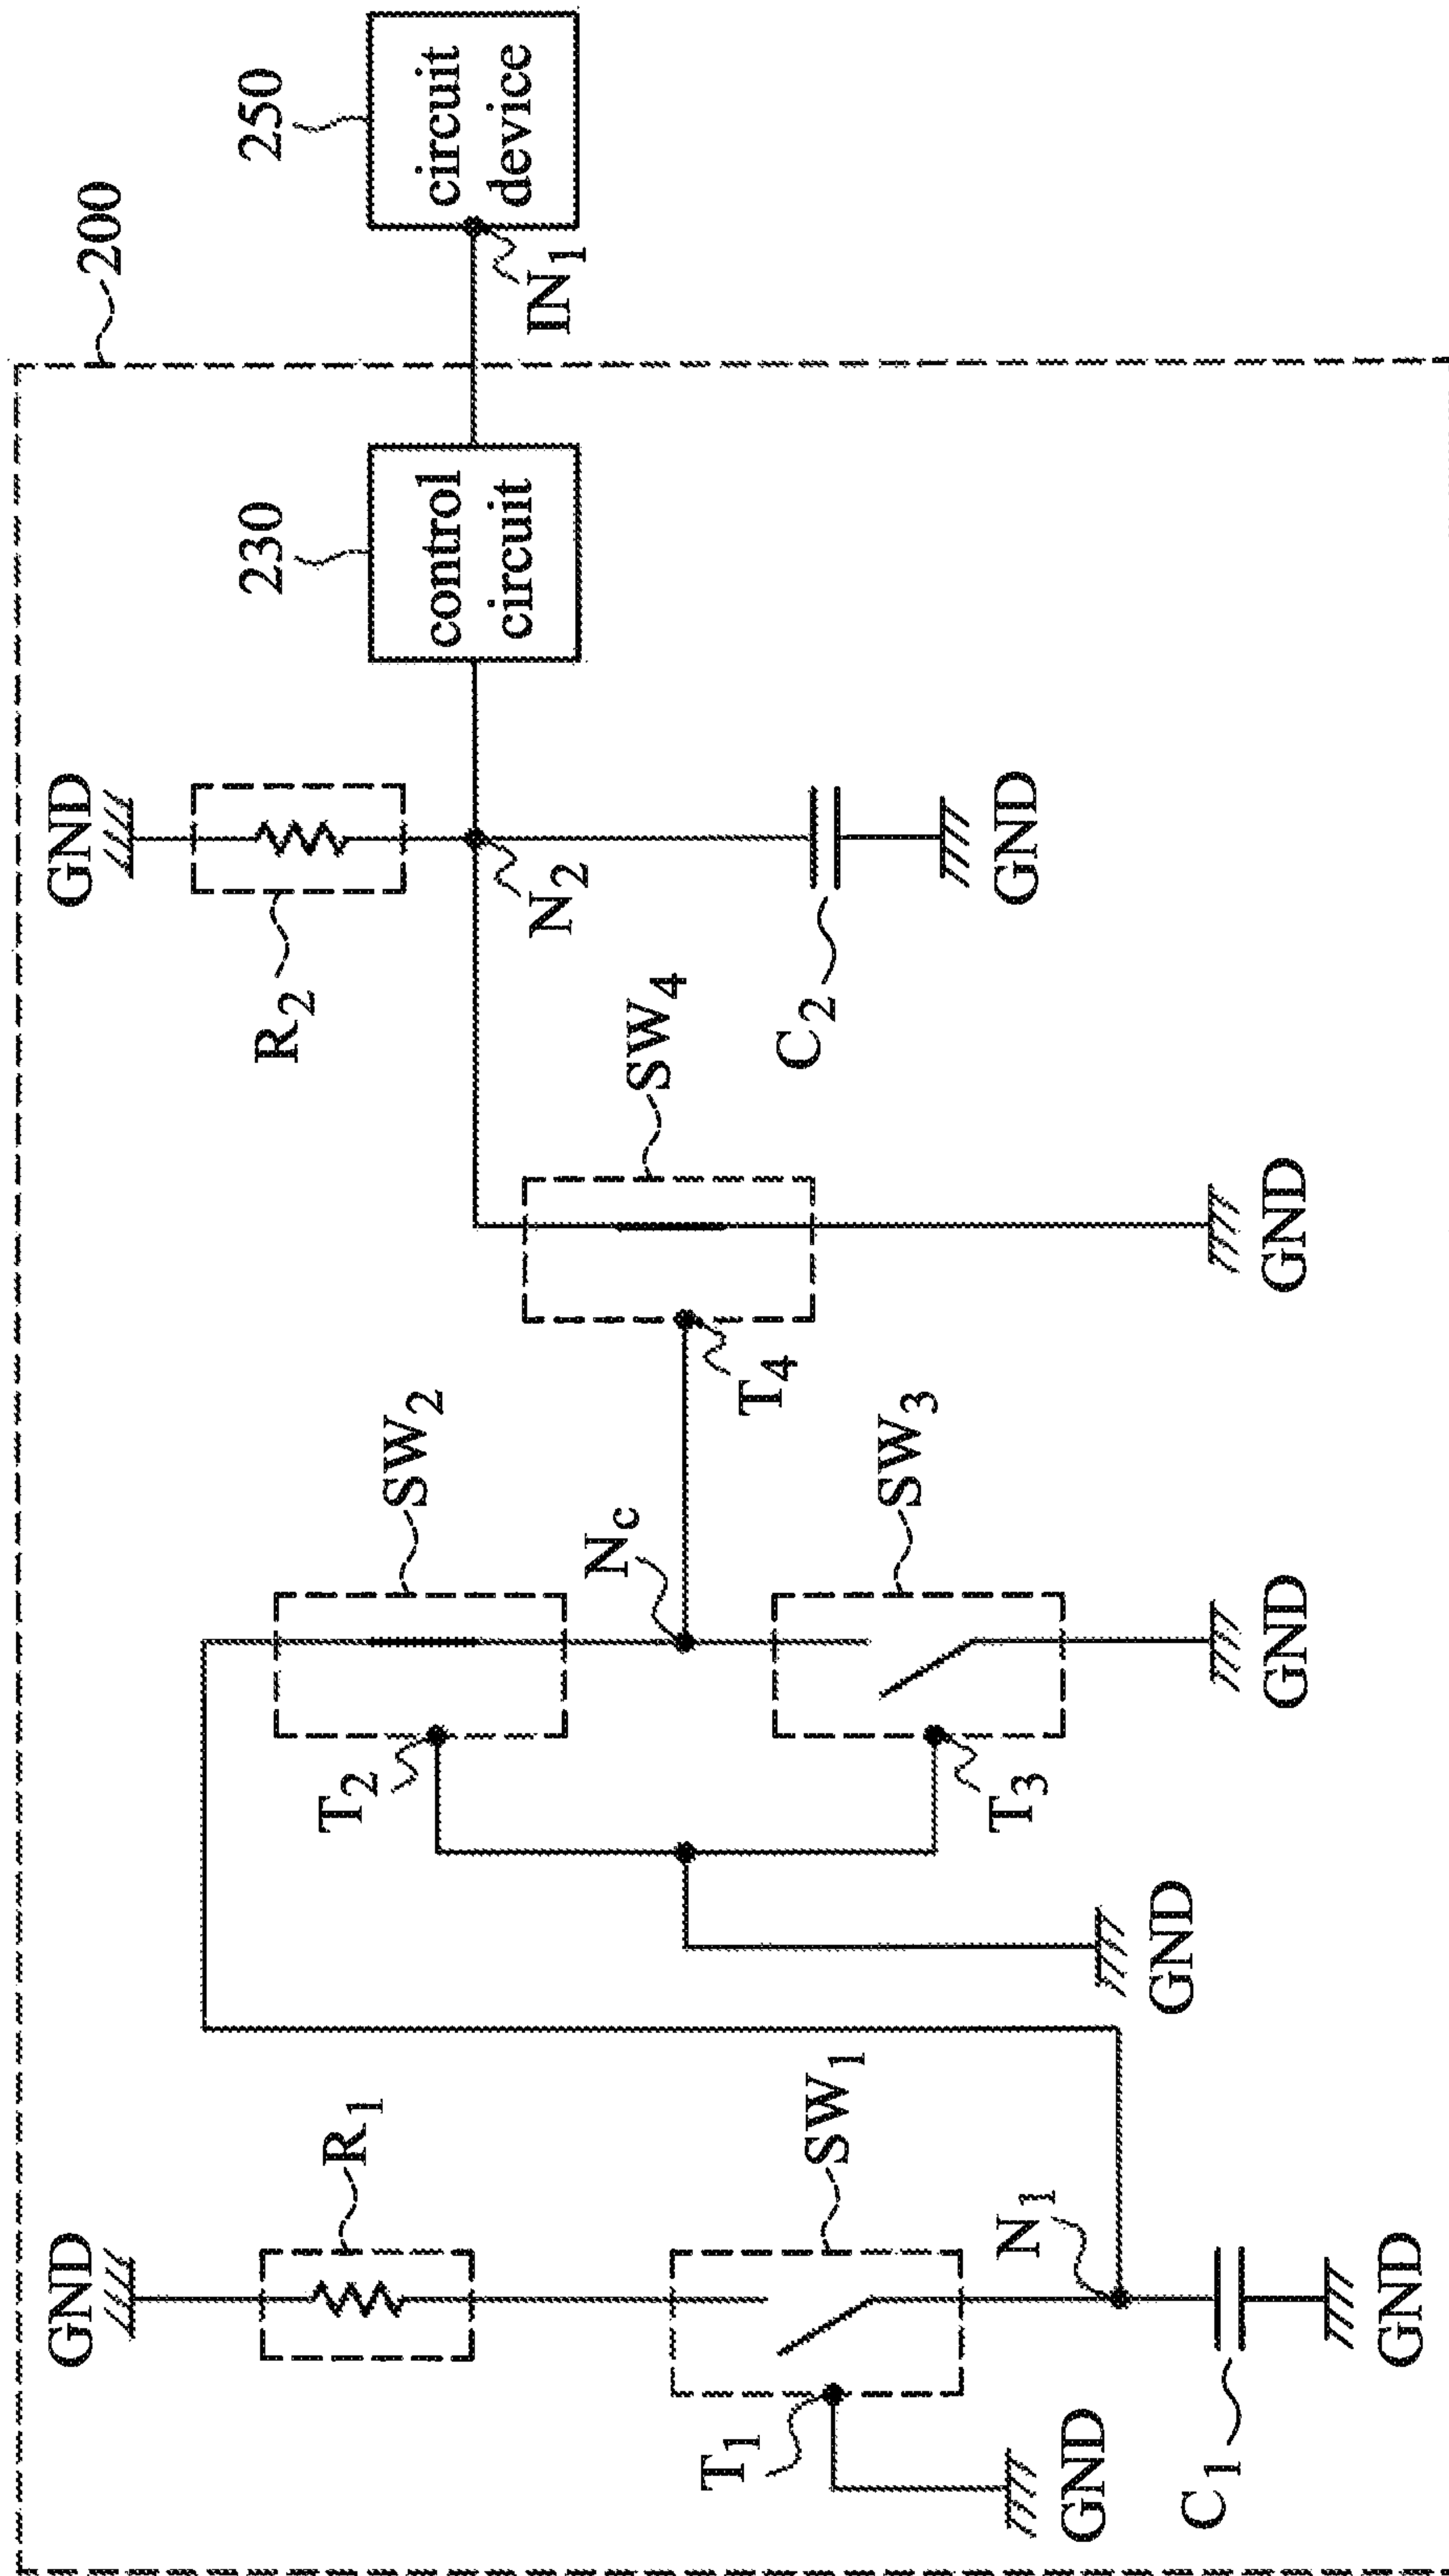 200
GND
GND
R1
R2
230
250
control
circuit
circuit
device
IN1
N2
SW2
T2
Nc
SW4
T4
SW1
T1
SW3
T3
C2
GND
N1
GND
GND
GND
GND
C1
GND